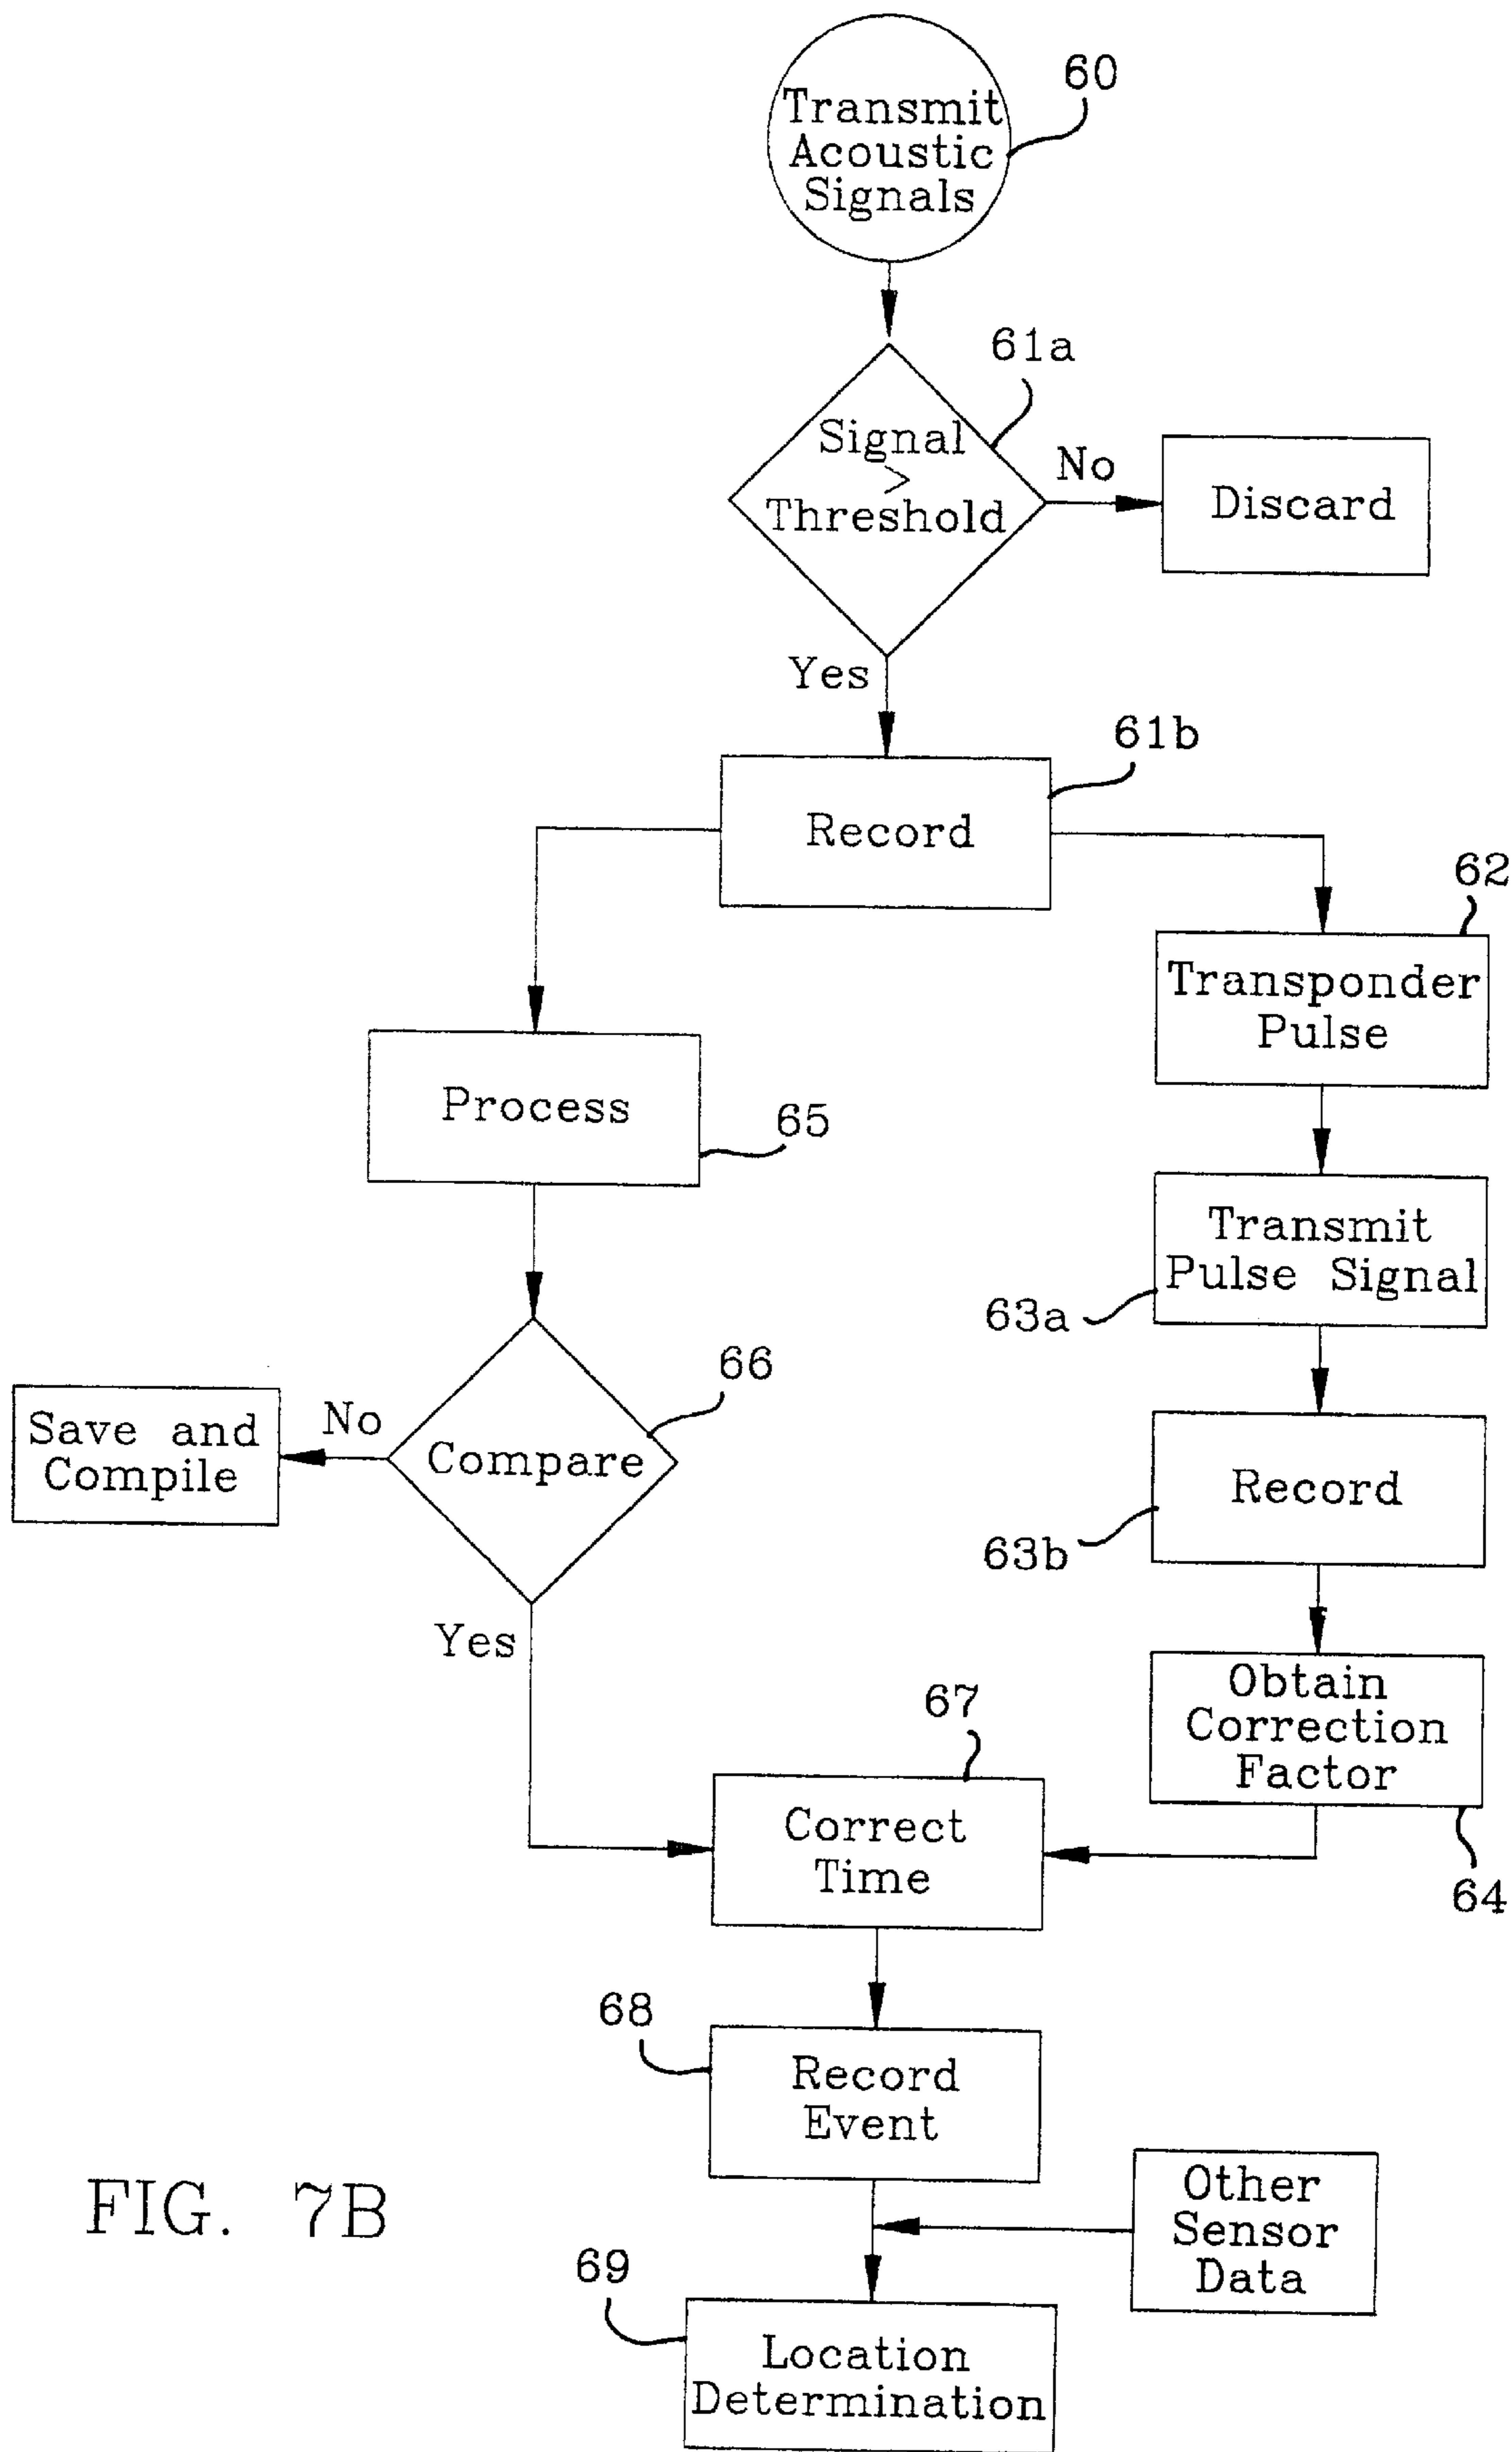 60
Transmit
Acoustic
Signals
61a
Signal
>
Threshold
No
Discard
Yes
61b
Record
62
Transponder
Pulse
Process
65
Transmit
Pulse Signal
63a
66
Compare
No
Save and
Compile
Record
63b
Yes
Obtain
Correction
Factor
64
67
Correct
Time
68
Record
Event
Other
Sensor
Data
FIG. 7B
69
Location
Determination